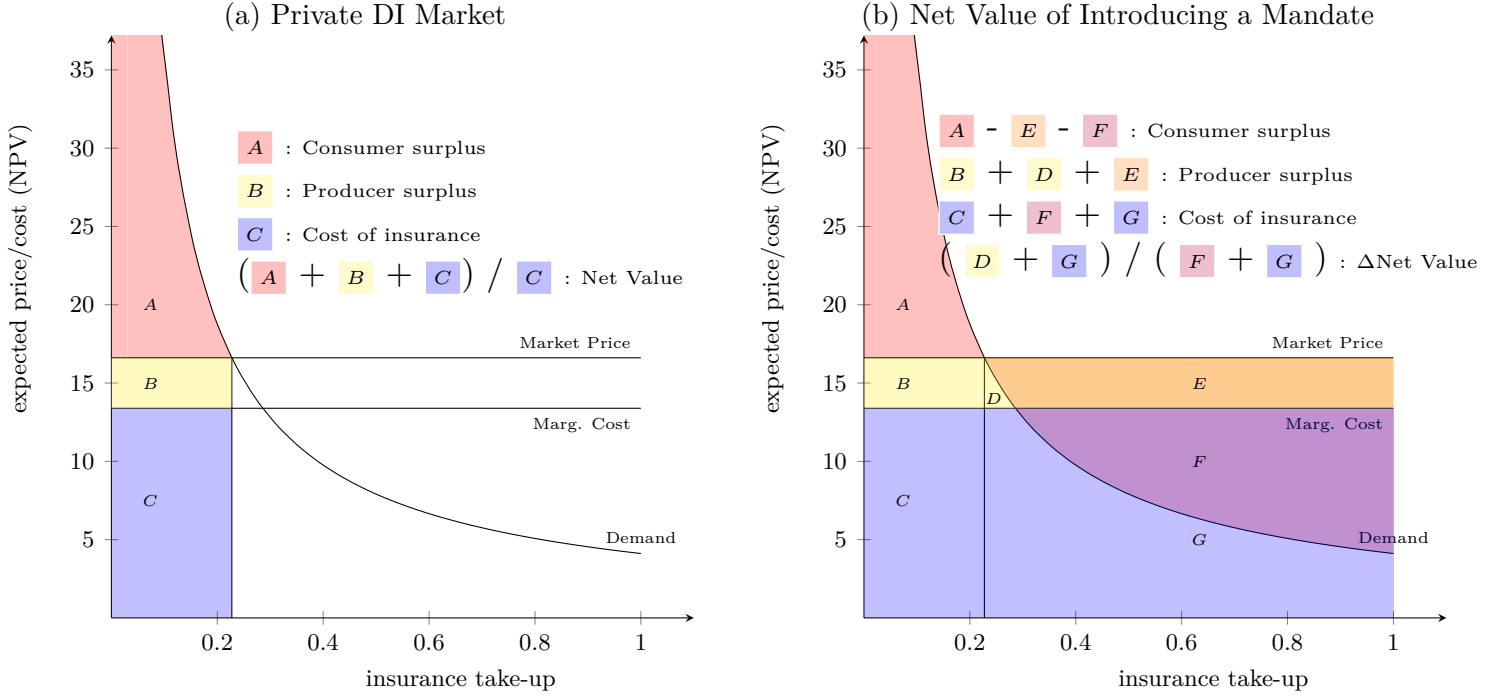 (a) Private DI Market
expected price/cost (NPV)
35
30
25
20
15
10
5
A : Consumer surplus
B : Producer surplus
C : Cost of insurance
(A + B + C) / C : Net Value
A
B
C
Market Price
Marg. Cost
Demand
0.2 0.4 0.6 0.8 1
insurance take-up
(b) Net Value of Introducing a Mandate
expected price/cost (NPV)
35
30
25
20
15
10
5
A - E - F : Consumer surplus
B + D + E : Producer surplus
C + F + G : Cost of insurance
( D + G ) / ( F + G ) : ΔNet Value
A
B
C
D
E
F
G
Market Price
Marg. Cost
Demand
0.2 0.4 0.6 0.8 1
insurance take-up